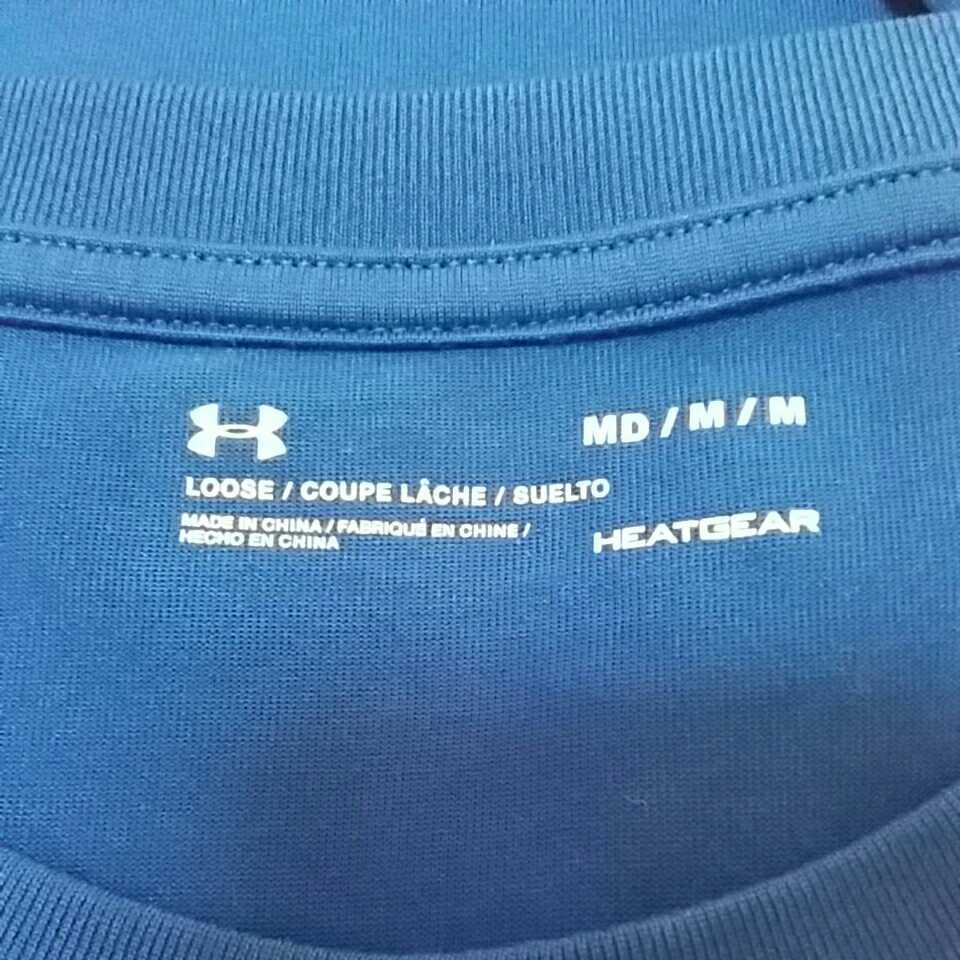 MD / M / M
LOOSE / COUPE LÂCHE / SUELTO
MADE IN CHINA / FABRIQUÉ EN CHINE /
HECHO EN CHINA
HEATGEAR